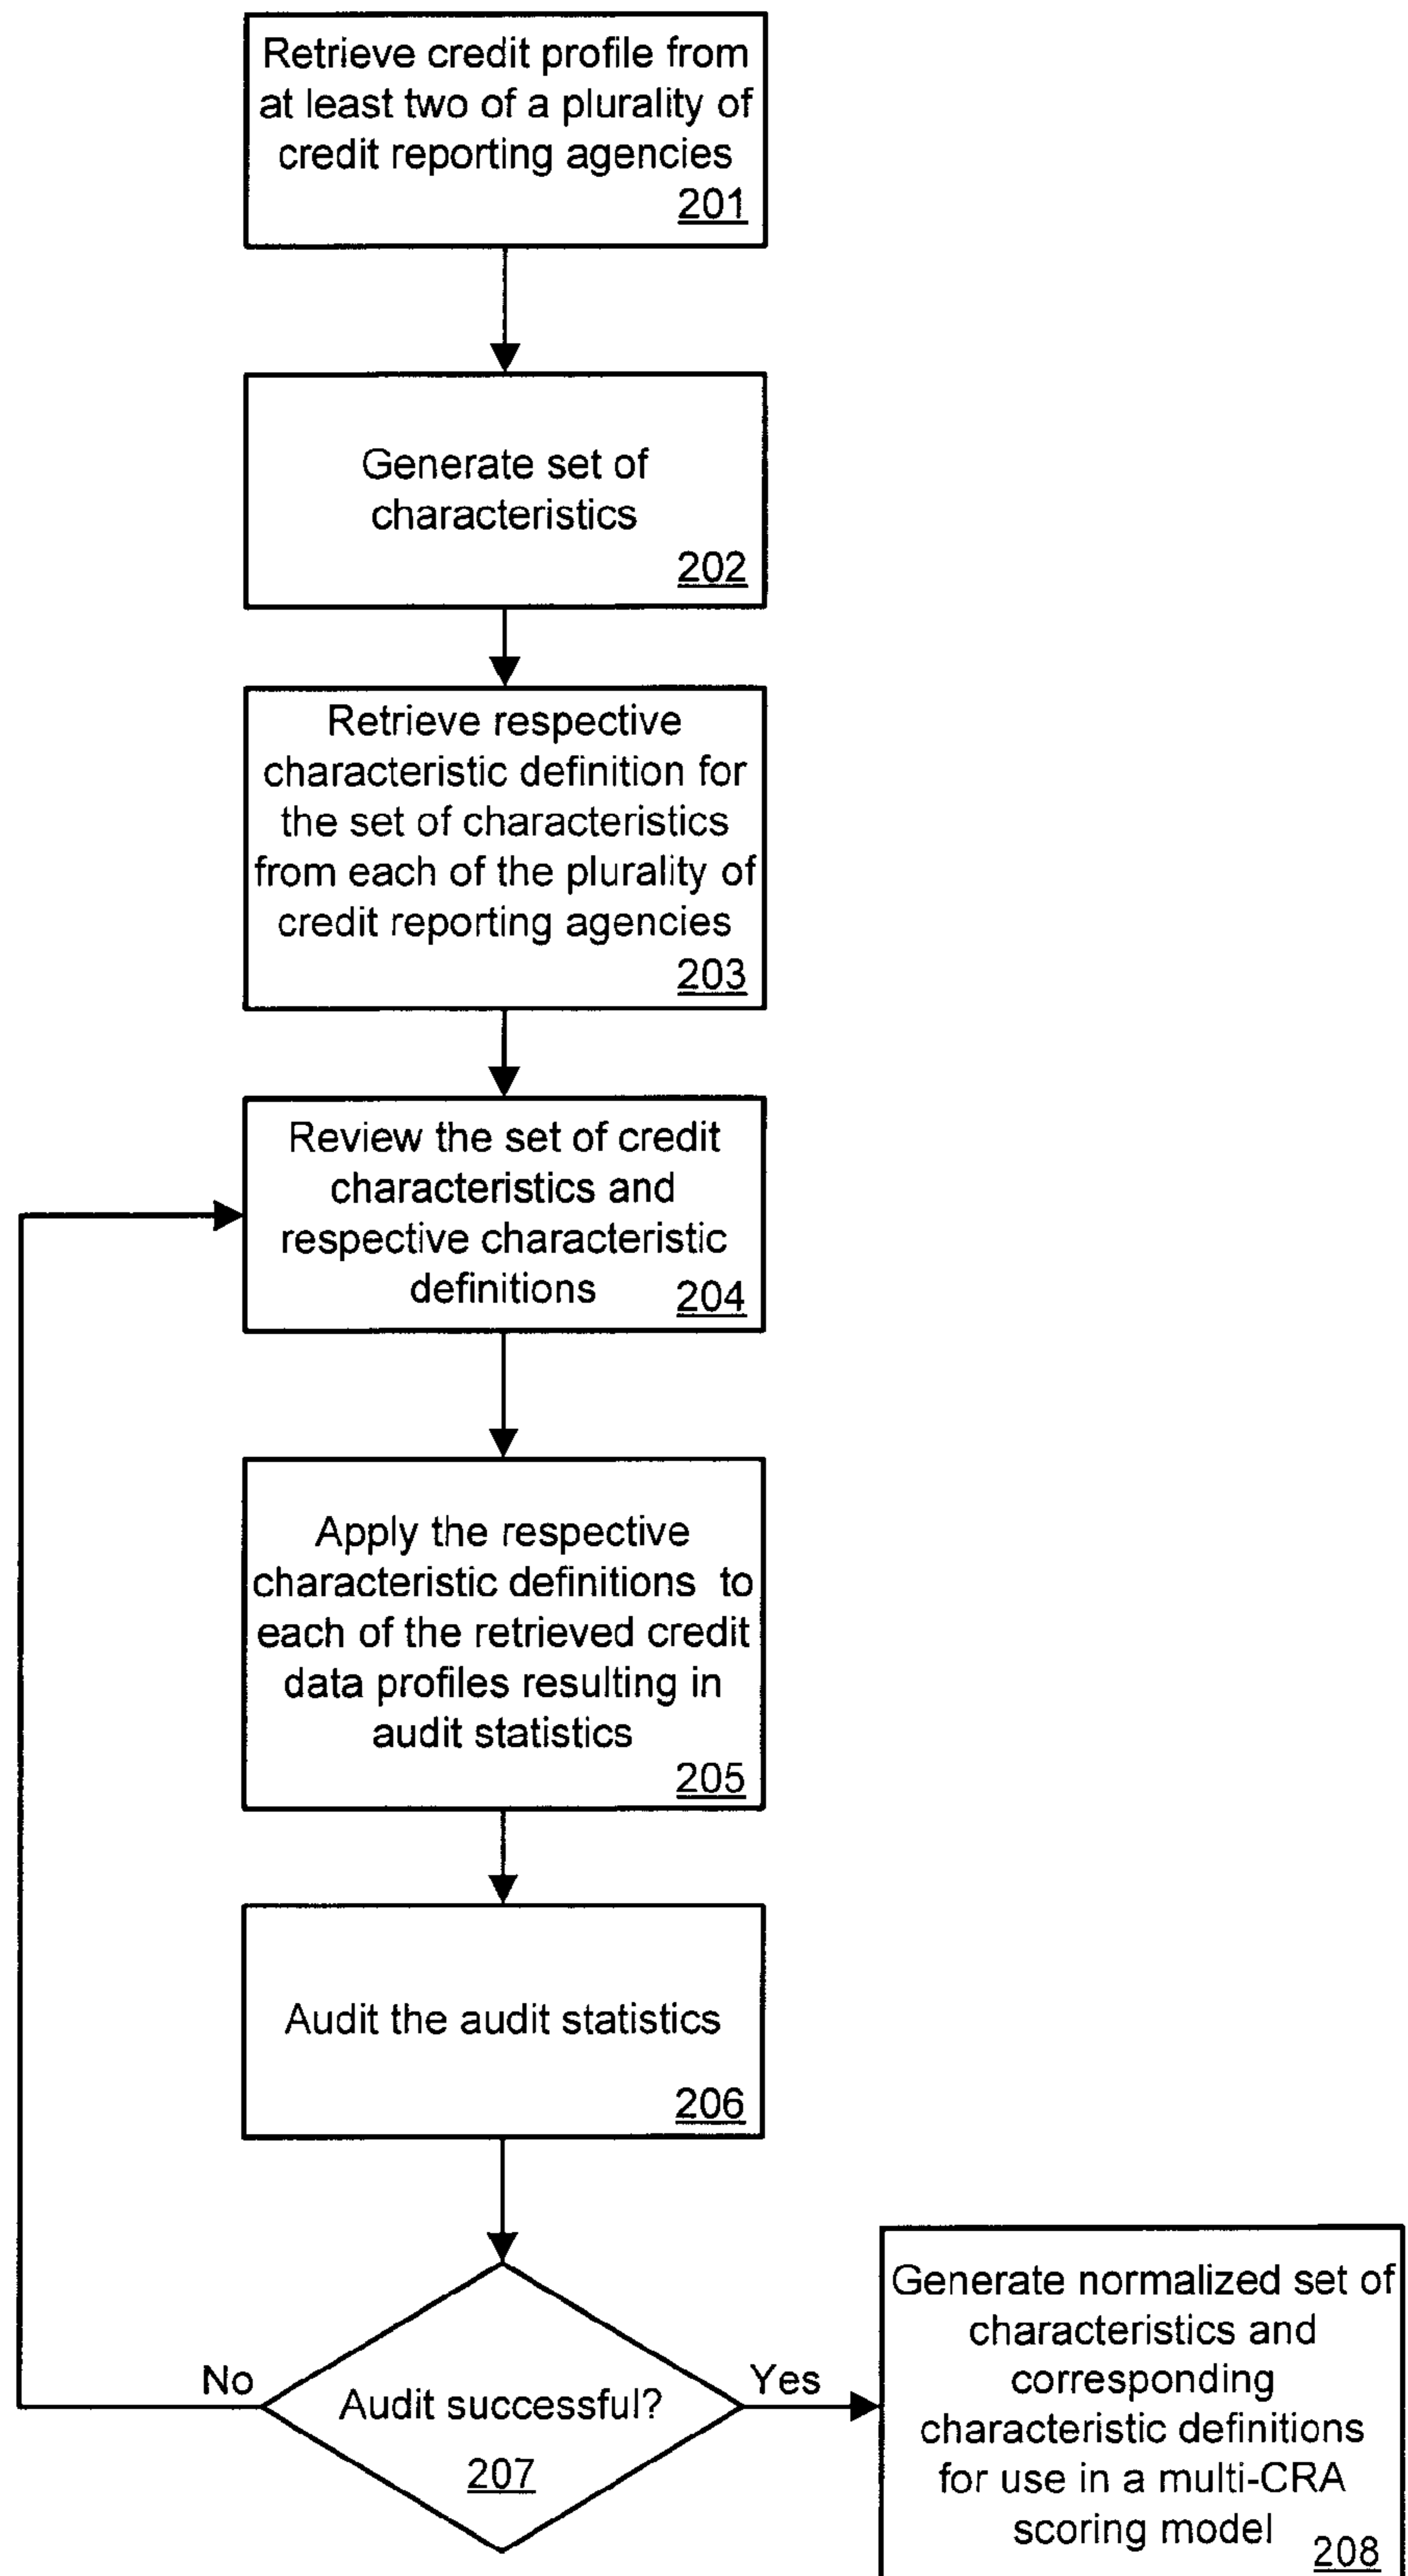 Retrieve credit profile from
at least two of a plurality of
credit reporting agencies
201
Generate set of
characteristics
202
Retrieve respective
characteristic definition for
the set of characteristics
from each of the plurality of
credit reporting agencies
203
Review the set of credit
characteristics and
respective characteristic
definitions 204
Apply the respective
characteristic definitions to
each of the retrieved credit
data profiles resulting in
audit statistics
205
Audit the audit statistics
206
No
Audit successful?
207
Yes
Generate normalized set of
characteristics and
corresponding
characteristic definitions
for use in a multi-CRA
scoring model 208